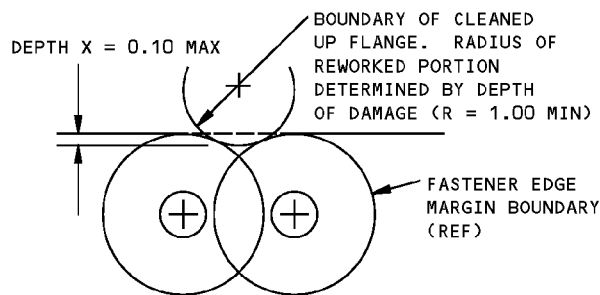 DEPTH X = 0.10 MAX
BOUNDARY OF CLEANED
UP FLANGE. RADIUS OF
REWORKED PORTION
DETERMINED BY DEPTH
OF DAMAGE (R = 1.00 MIN)
FASTENER EDGE
MARGIN BOUNDARY
(REF)